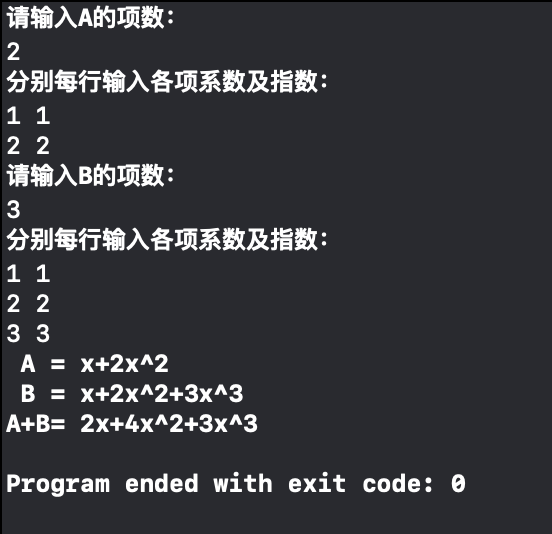 请输入A的项数：
2
分别每行输入各项系数及指数：
1 1
2 2
请输入B的项数：
3
分别每行输入各项系数及指数：
1 1
2 2
3 3
 A = x+2x^2
 B = x+2x^2+3x^3
A+B= 2x+4x^2+3x^3
Program ended with exit code: 0